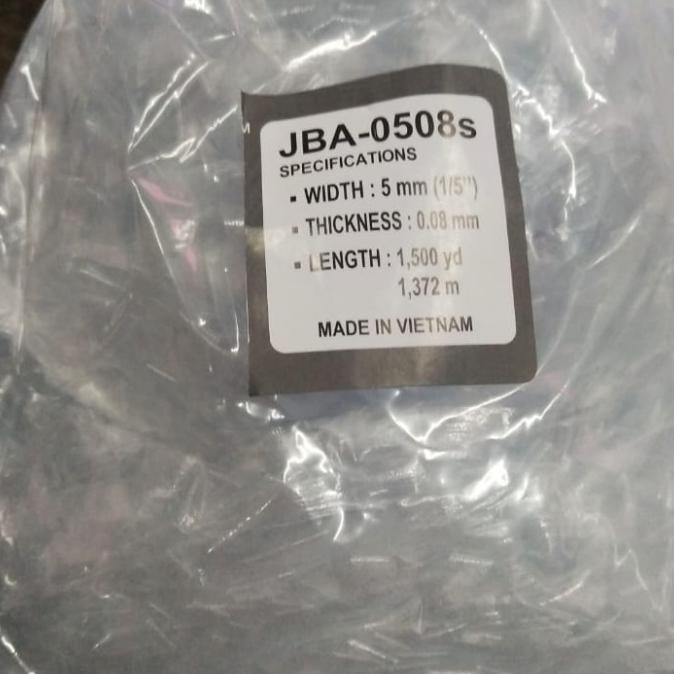 M
JBA-0508s
SPECIFICATIONS
▪ WIDTH : 5 mm (1/5")
▪ THICKNESS : 0.08 mm
▪ LENGTH : 1,500 yd
1,372 m
MADE IN VIETNAM